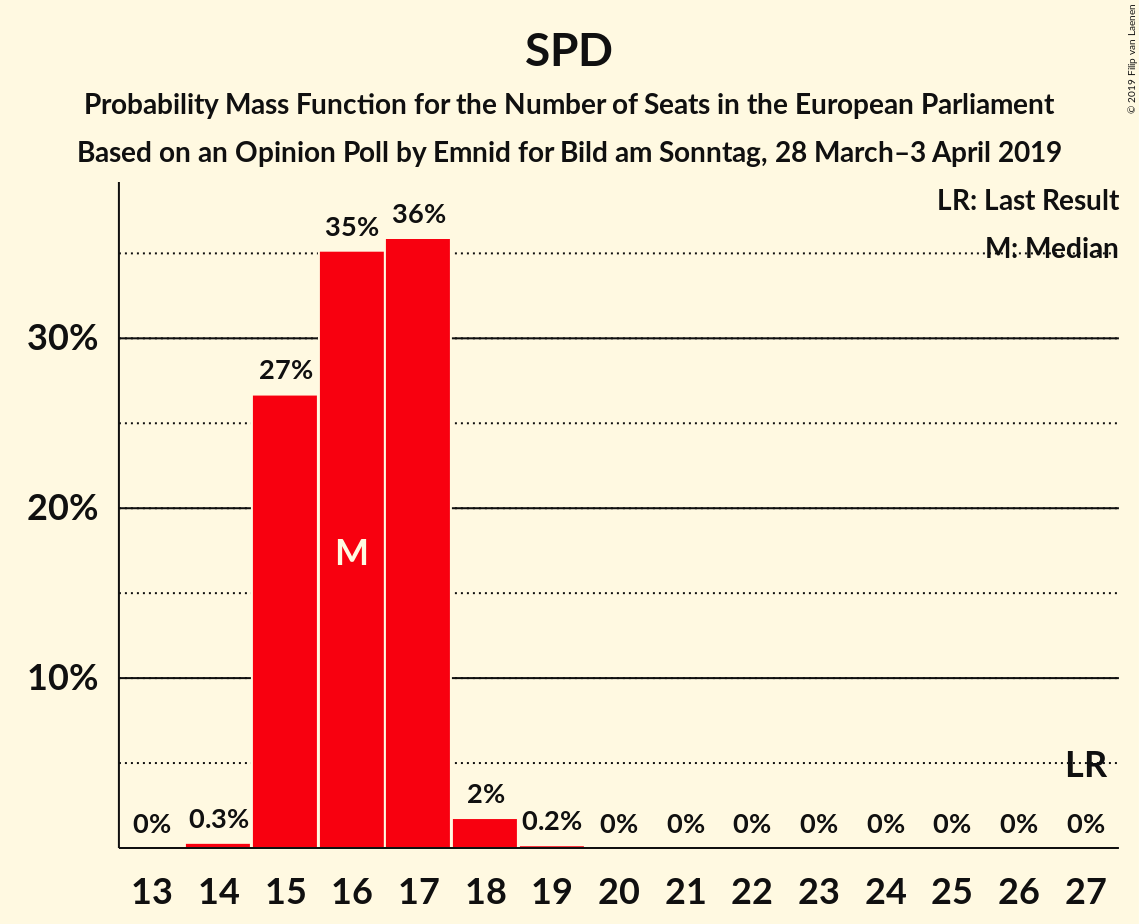 SPD
Probability Mass Function for the Number of Seats in the European Parliament
Based on an Opinion Poll by Emnid for Bild am Sonntag, 28 March–3 April 2019
© 2019 Filip van Laenen
LR: Last Result
M: Median
30%
20%
10%
0%
0.3%
27%
35%
36%
2%
0.2%
0%
0%
0%
0%
0%
0%
0%
0%
M
LR
13 14 15 16 17 18 19 20 21 22 23 24 25 26 27